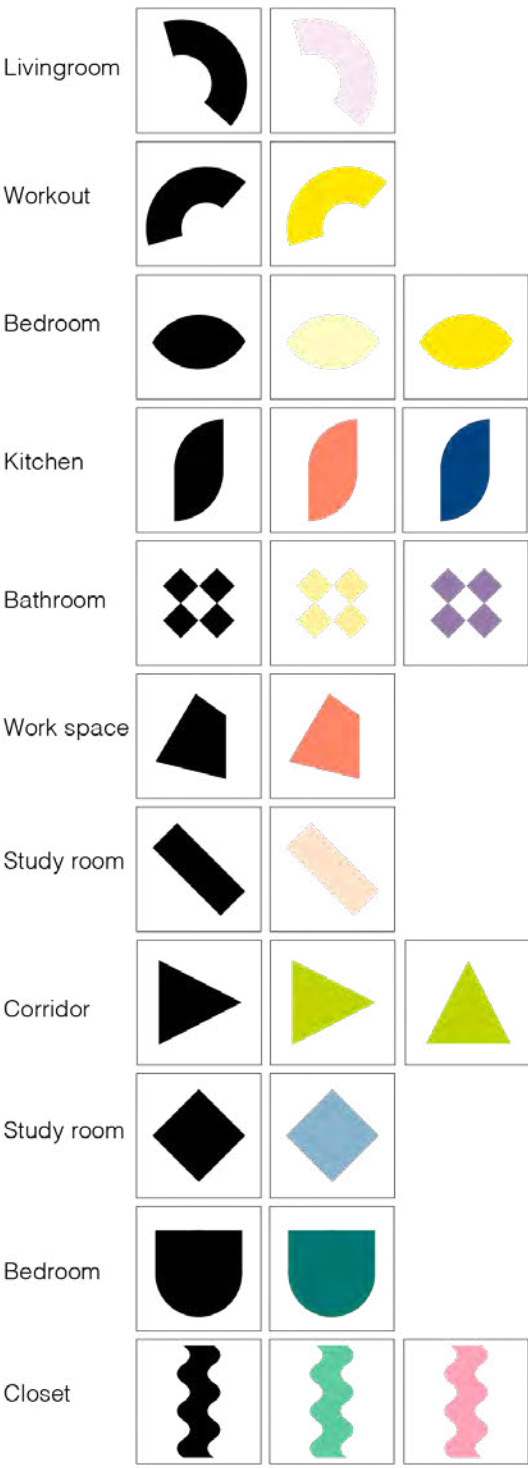 Livingroom
Workout
Bedroom
Kitchen
Bathroom
Work space
Study room
Corridor
Study room
Bedroom
Closet